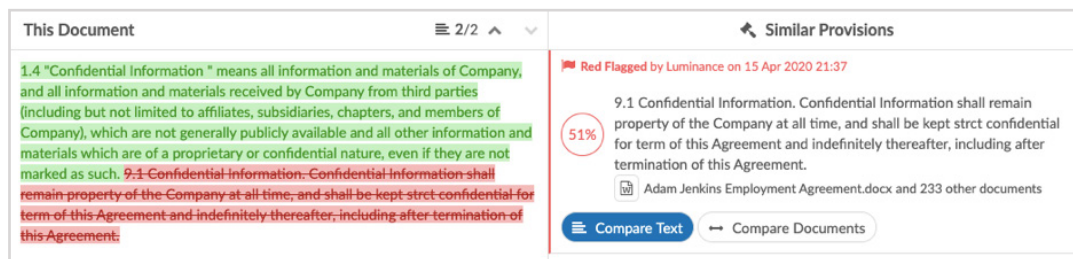 This Document
2/2
Similar Provisions
1.4 "Confidential Information " means all information and materials of Company,
and all information and materials received by Company from third parties
(including but not limited to affiliates, subsidiaries, chapters, and members of
Company), which are not generally publicly available and all other information and
materials which are of a proprietary or confidential nature, even if they are not
marked as such. 9.1 Confidential Information. Confidential Information shall
remain property of the Company at all time, and shall be kept strct confidential for
term of this Agreement and indefinitely thereafter, including after termination of
this Agreement.
Red Flagged by Luminance on 15 Apr 2020 21:37
51%
9.1 Confidential Information. Confidential Information shall remain
property of the Company at all time, and shall be kept strct confidential
for term of this Agreement and indefinitely thereafter, including after
termination of this Agreement.
Adam Jenkins Employment Agreement.docx and 233 other documents
Compare Text
Compare Documents